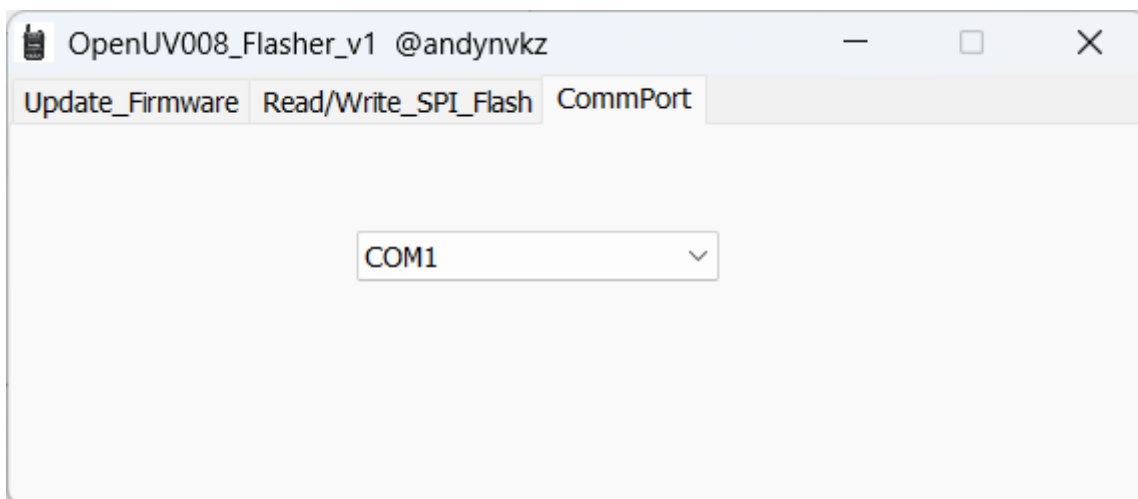 OpenUV008_Flasher_v1 @andynvkz
Update_Firmware Read/Write_SPI_Flash CommPort
COM1